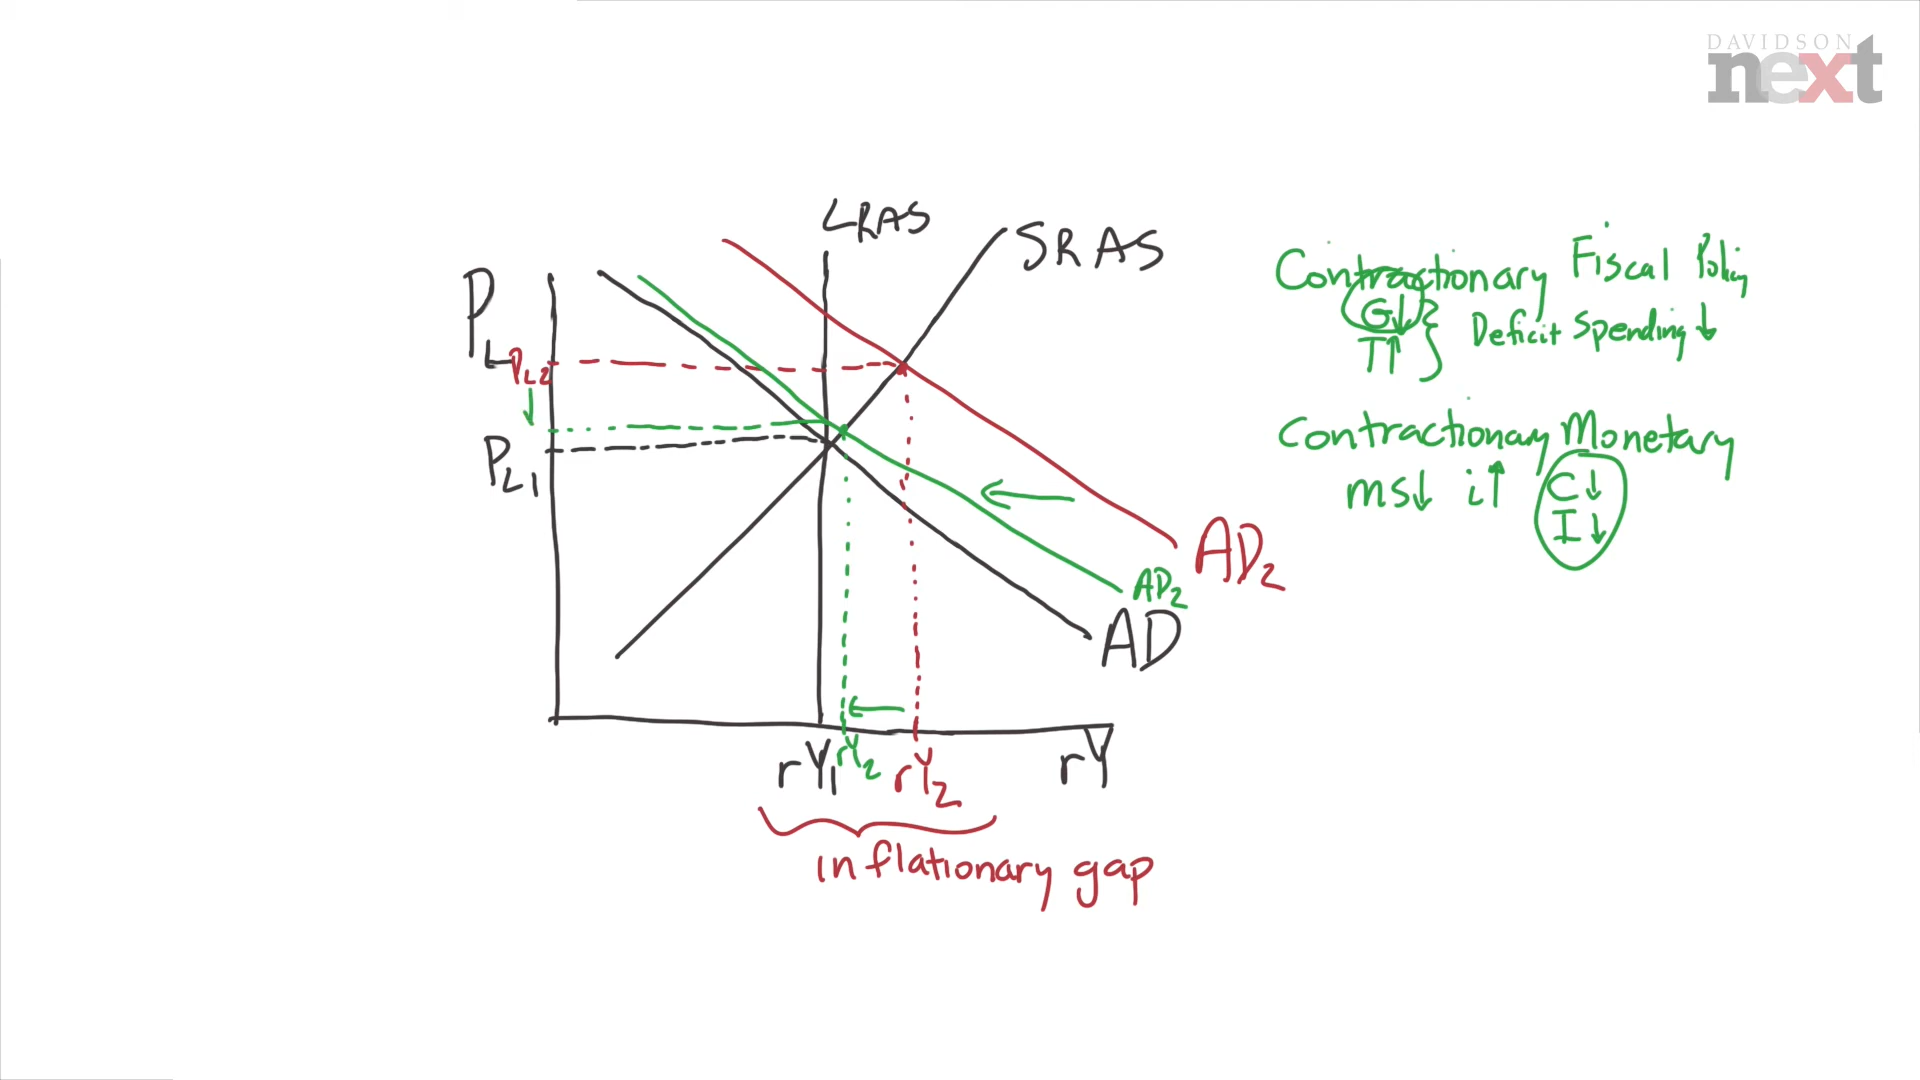 DAVIDSON
next
LRAS
SRAS
PL
PL2
↓
PL1
AD2
AD2
AD
rY1 rY2 rY2 rY
inflationary gap
Contractionary Fiscal Policy
G↓
T↑
Deficit Spending ↓
Contractionary Monetary
ms↓ i↑ C↓
I↓